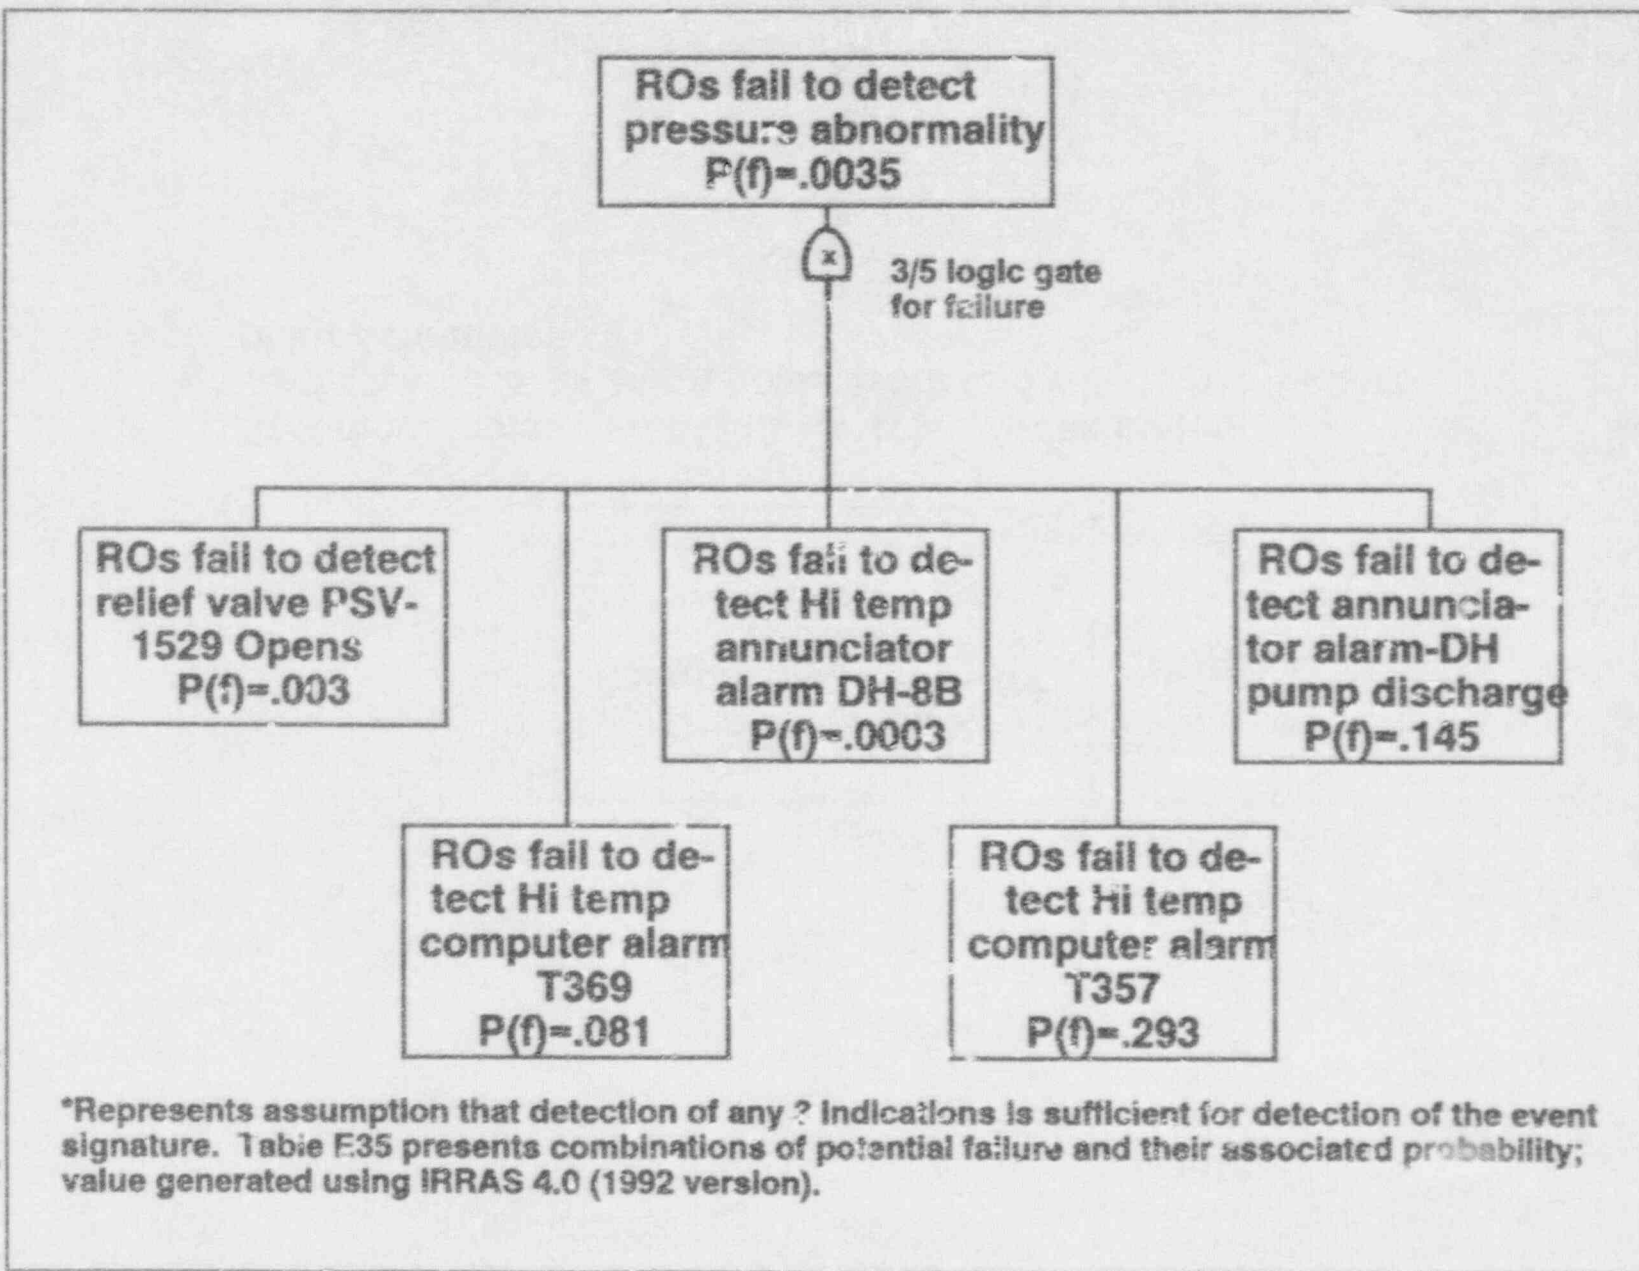 ROs fail to detect
pressure abnormality
P(f)=.0035
x
3/5 logic gate
for failure
ROs fail to detect
relief valve PSV-
1529 Opens
P(f)=.003
ROs fail to de-
tect Hi temp
annunciator
alarm DH-8B
P(f)=.0003
ROs fail to de-
tect annuncia-
tor alarm-DH
pump discharge
P(f)=.145
ROs fail to de-
tect Hi temp
computer alarm
T369
P(f)=.081
ROs fail to de-
tect Hi temp
computer alarm
T357
P(f)=.293
*Represents assumption that detection of any indications is sufficient for detection of the event
signature. Table E35 presents combinations of potential failure and their associated probability;
value generated using IRRAS 4.0 (1992 version).